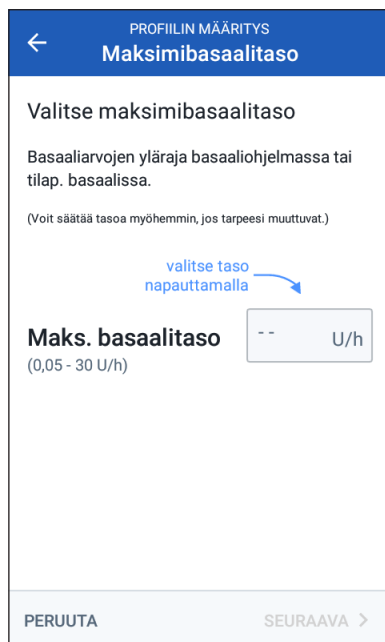 PROFIILIN MÄÄRITYS
Maksimibasaalitaso
Valitse maksimibasaalitaso
Basaaliarvojen yläraja basaaliohjelmassa tai
tilap. basaalissa.
(Voit säätää tasoa myöhemmin, jos tarpeesi muuttuvat.)
valitse taso
napauttamalla
Maks. basaalitaso
-- U/h
(0,05 - 30 U/h)
PERUUTA
SEURAAVA